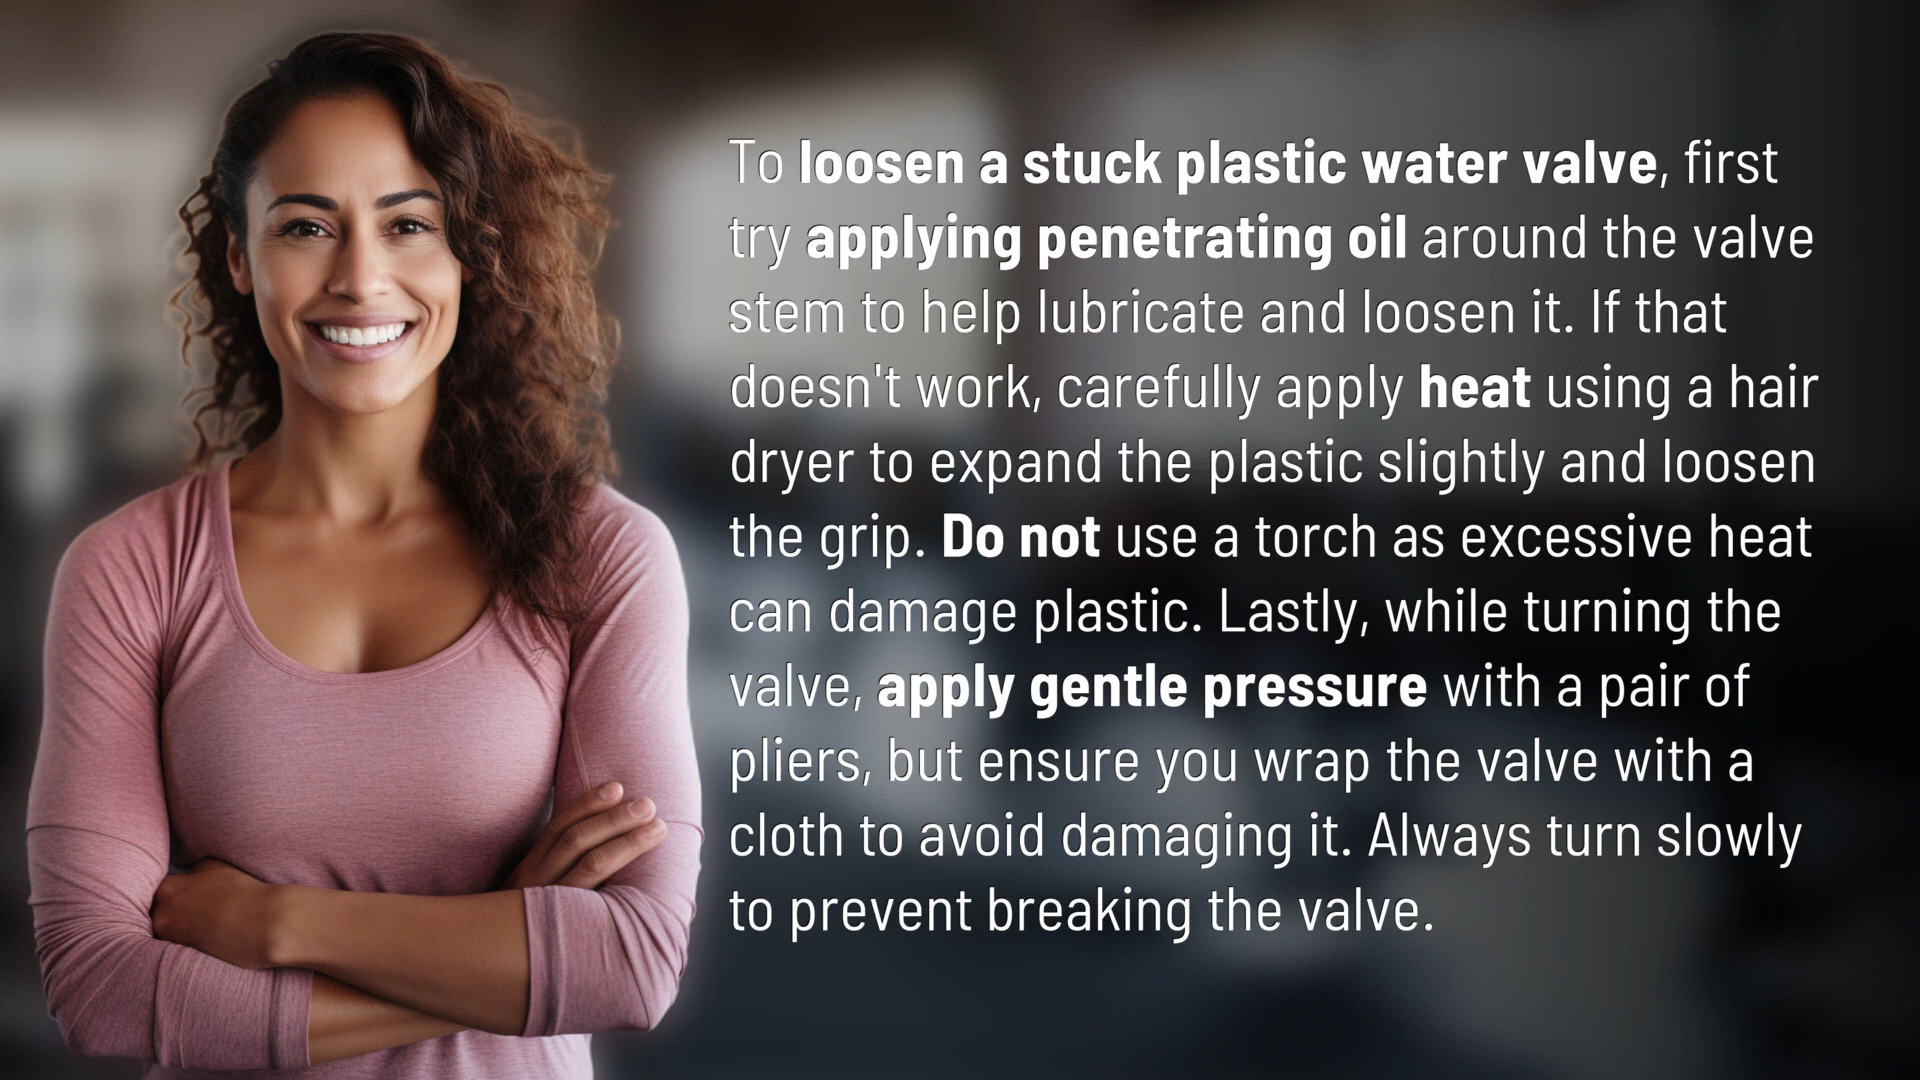 To loosen a stuck plastic water valve, first
try applying penetrating oil around the valve
stem to help lubricate and loosen it. If that
doesn't work, carefully apply heat using a hair
dryer to expand the plastic slightly and loosen
the grip. Do not use a torch as excessive heat
can damage plastic. Lastly, while turning the
valve, apply gentle pressure with a pair of
pliers, but ensure you wrap the valve with a
cloth to avoid damaging it. Always turn slowly
to prevent breaking the valve.